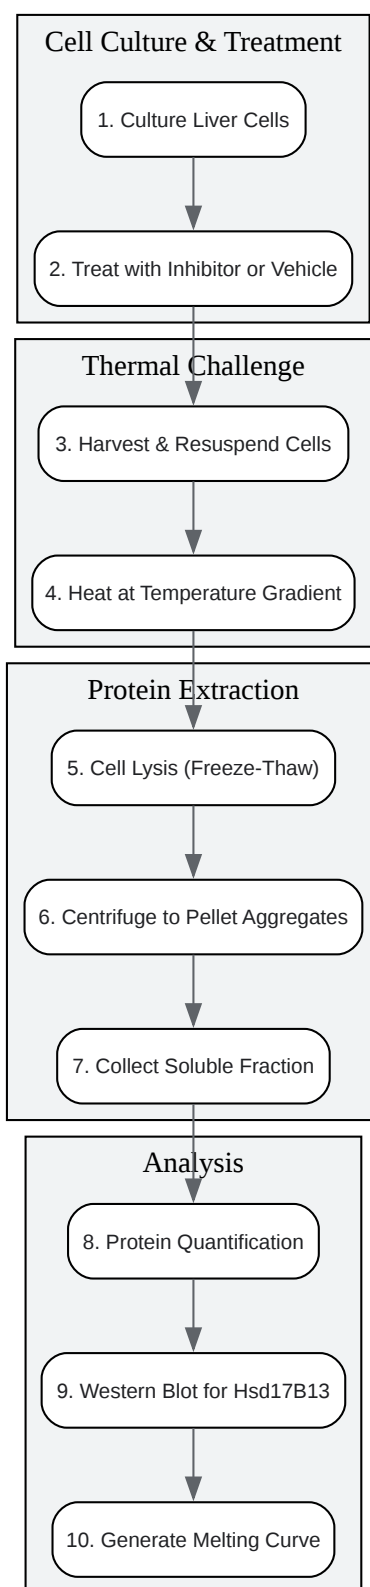 Cell Culture & Treatment
1. Culture Liver Cells
2. Treat with Inhibitor or Vehicle
Thermal Challenge
3. Harvest & Resuspend Cells
4. Heat at Temperature Gradient
Protein Extraction
5. Cell Lysis (Freeze-Thaw)
6. Centrifuge to Pellet Aggregates
7. Collect Soluble Fraction
Analysis
8. Protein Quantification
9. Western Blot for Hsd17B13
10. Generate Melting Curve